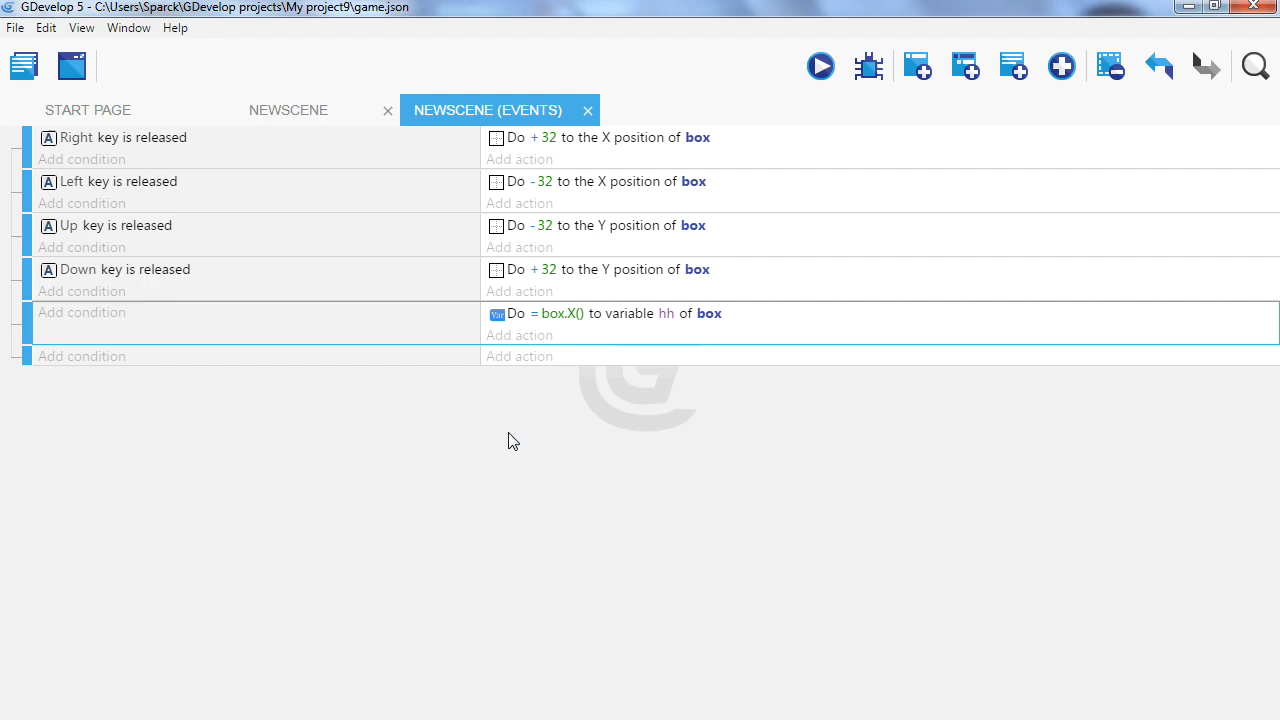 GDevelop 5 - C:\Users\Sparck\GDevelop projects\My project9\game.json
File Edit View Window Help
START PAGE NEWSCENE NEWSCENE (EVENTS)
A Right key is released Do + 32 to the X position of box
Add condition Add action
A Left key is released Do - 32 to the X position of box
Add condition Add action
A Up key is released Do - 32 to the Y position of box
Add condition Add action
A Down key is released Do + 32 to the Y position of box
Add condition Add action
Add condition Var Do = box.X() to variable hh of box
Add action
Add condition Add action